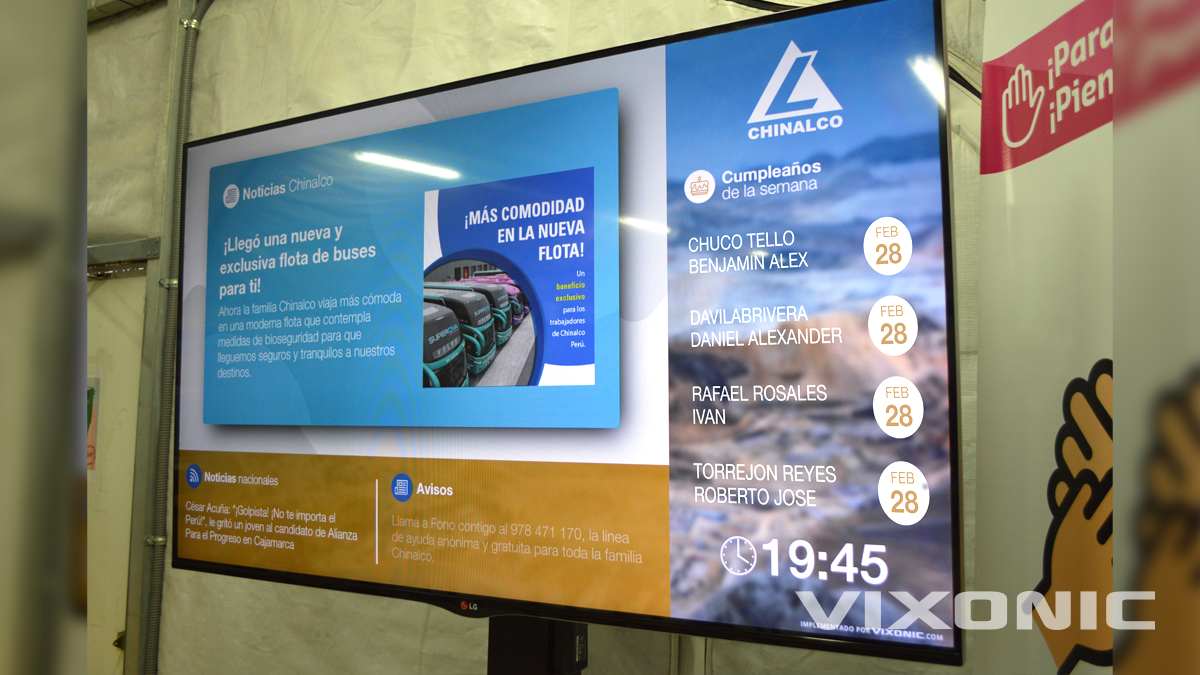 Noticias Chinalco
¡Llegó una nueva y
exclusiva flota de buses
para ti!
Ahora la familia Chinalco viaja más cómoda
en una moderna flota que contempla
medidas de bioseguridad para que
lleguemos seguros y tranquilos a nuestros
destinos.
¡MÁS COMODIDAD
EN LA NUEVA
FLOTA!
Un
beneficio
exclusivo
para los
trabajadores
de Chinalco
Perú.
Noticias nacionales
César Acuña: "¡Golpista! ¡No te importa el
Perú!", le gritó un joven al candidato de Alianza
Para el Progreso en Cajamarca
Avisos
Llama a Fono contigo al 978 471 170, la línea
de ayuda anónima y gratuita para toda la familia
Chinalco.
CHINALCO
Cumpleaños
de la semana
CHUCO TELLO
BENJAMIN ALEX
FEB
28
DAVILABRIVERA
DANIEL ALEXANDER
FEB
28
RAFAEL ROSALES
IVAN
FEB
28
TORREJON REYES
ROBERTO JOSE
FEB
28
19:45
IMPLEMENTADO POR VIXONIC.COM
LG
¡Para
¡Pien
VIXONIC